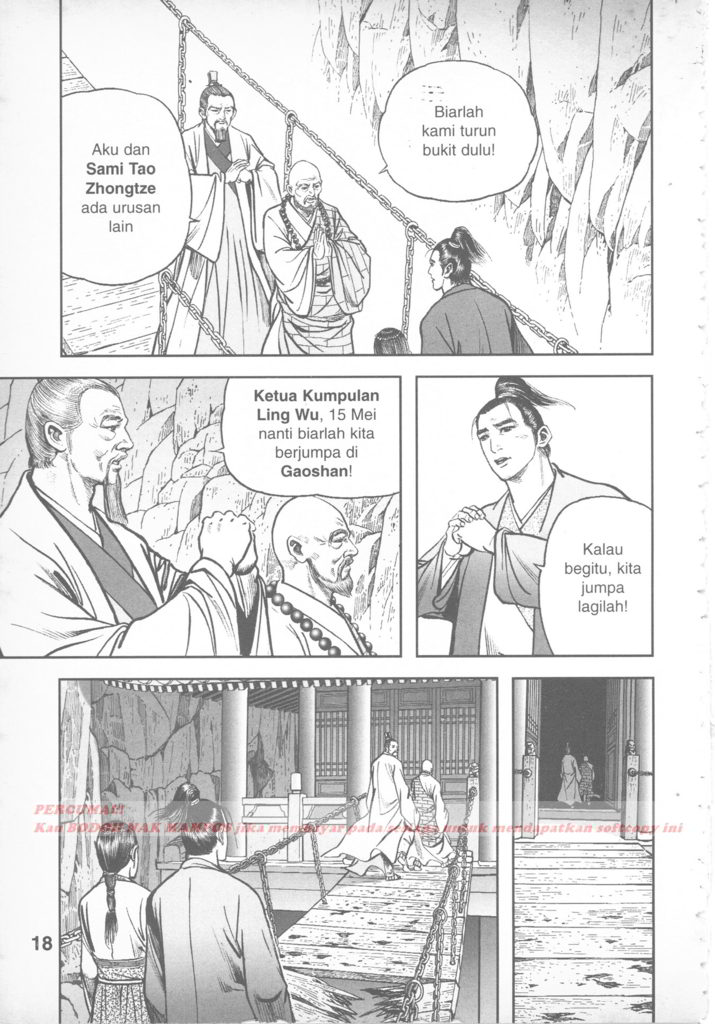 Aku dan
Sami Tao
Zhongtze
ada urusan
lain
Biarlah
kami turun
bukit dulu!
Ketua Kumpulan
Ling Wu, 15 Mei
nanti biarlah kita
berjumpa di
Gaoshan!
Kalau
begitu, kita
jumpa
lagilah!
PERCUMA!!
Kau BODOH NAK MAMPOS jika membayar pada sesiapa untuk mendapatkan softcopy ini
18